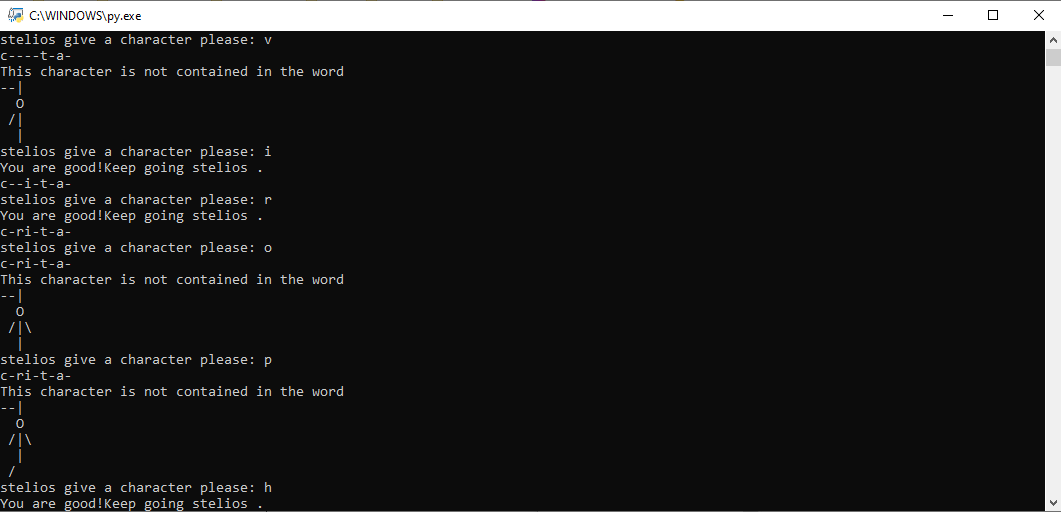 C:\WINDOWS\py.exe
stelios give a character please: v
c----t-a-
This character is not contained in the word
--|
  O
 /|
  |
stelios give a character please: i
You are good!Keep going stelios .
c--i-t-a-
stelios give a character please: r
You are good!Keep going stelios .
c-ri-t-a-
stelios give a character please: o
c-ri-t-a-
This character is not contained in the word
--|
  O
 /|\
  |
stelios give a character please: p
c-ri-t-a-
This character is not contained in the word
--|
  O
 /|\
  |
 /
stelios give a character please: h
You are good!Keep going stelios .